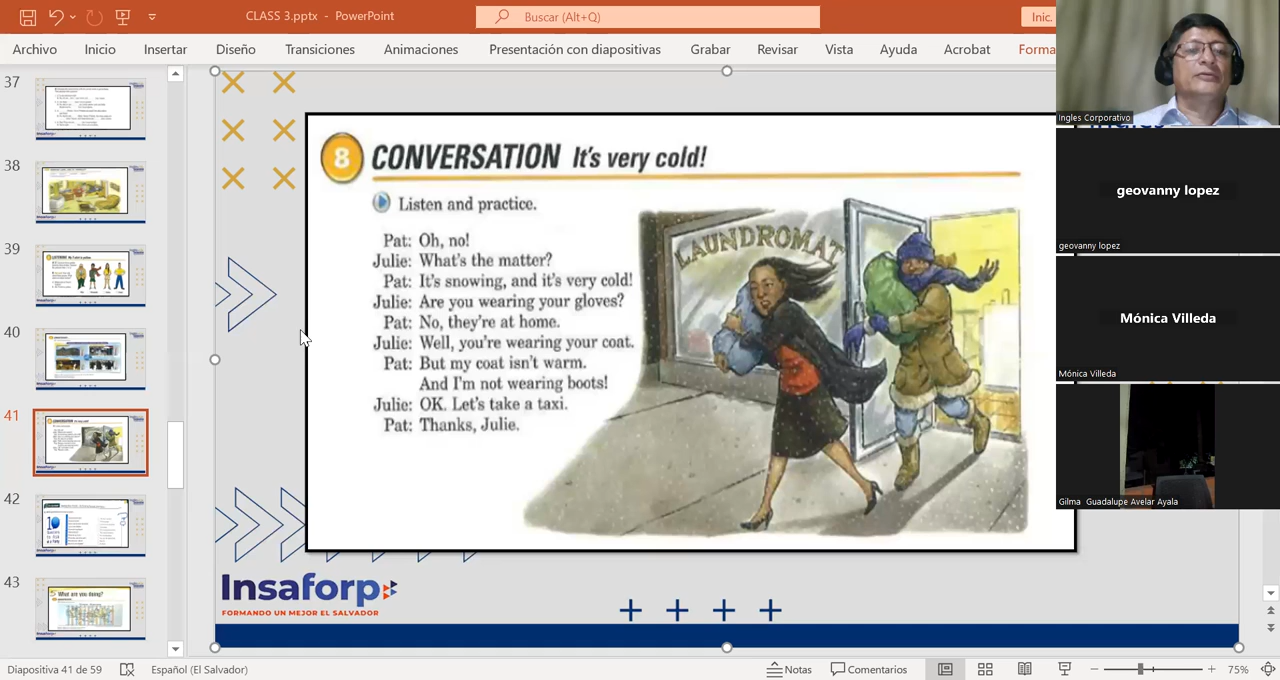 CLASS 3.pptx - PowerPoint
Buscar (Alt+Q)
Inic.
Archivo Inicio Insertar Diseño Transiciones Animaciones Presentación con diapositivas Grabar Revisar Vista Ayuda Acrobat Forma
37
38
39
40
41
42
43
8 CONVERSATION It's very cold!
Listen and practice.
Pat: Oh, no!
Julie: What's the matter?
Pat: It's snowing, and it's very cold!
Julie: Are you wearing your gloves?
Pat: No, they're at home.
Julie: Well, you're wearing your coat.
Pat: But my coat isn't warm.
And I'm not wearing boots!
Julie: OK. Let's take a taxi.
Pat: Thanks, Julie.
LAUNDROMAT
Insaforp
FORMANDO UN MEJOR EL SALVADOR
Ingles Corporativo
geovanny lopez
geovanny lopez
Mónica Villeda
Mónica Villeda
Gilma Guadalupe Avelar Ayala
Diapositiva 41 de 59
Español (El Salvador)
Notas
Comentarios
75%